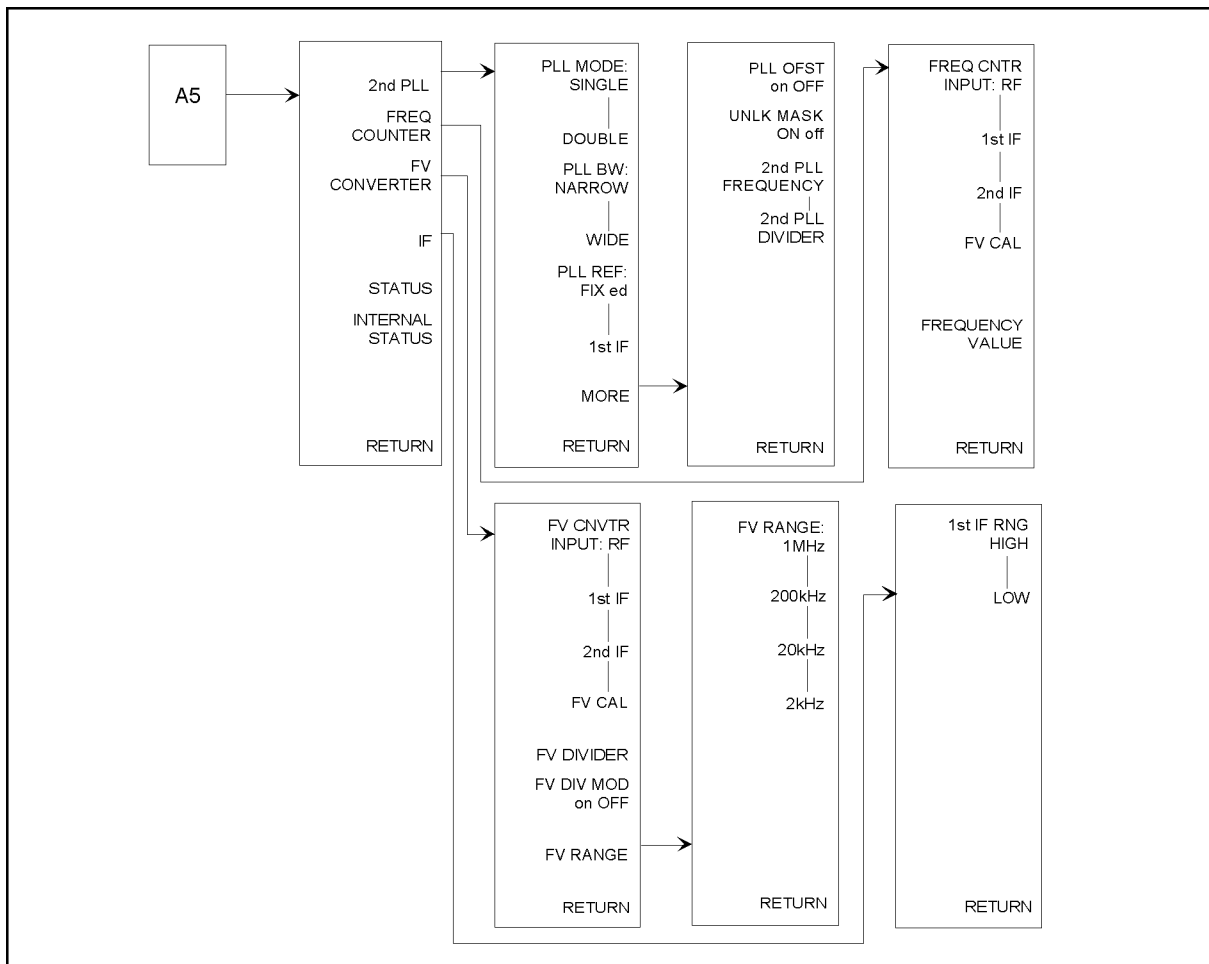 A5
2nd PLL
FREQ
COUNTER
FV
CONVERTER
IF
STATUS
INTERNAL
STATUS
RETURN
PLL MODE:
SINGLE
DOUBLE
PLL BW:
NARROW
WIDE
PLL REF:
FIX ed
1st IF
MORE
RETURN
PLL OFST
on OFF
UNLK MASK
ON off
2nd PLL
FREQUENCY
2nd PLL
DIVIDER
RETURN
FREQ CNTR
INPUT: RF
1st IF
2nd IF
FV CAL
FREQUENCY
VALUE
RETURN
FV CNVTR
INPUT: RF
1st IF
2nd IF
FV CAL
FV DIVIDER
FV DIV MOD
on OFF
FV RANGE
RETURN
FV RANGE:
1MHz
200kHz
20kHz
2kHz
RETURN
1st IF RNG
HIGH
LOW
RETURN